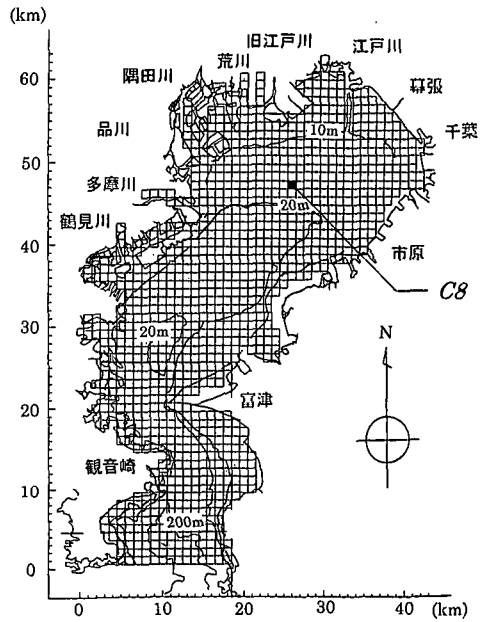 (km)
60
50
40
30
20
10
0
0
10
20
30
40
(km)
旧江戸川
江戸川
荒川
隅田川
幕張
10m
千葉
品川
多摩川
20m
鶴見川
市原
C8
20m
N
富津
観音崎
200m